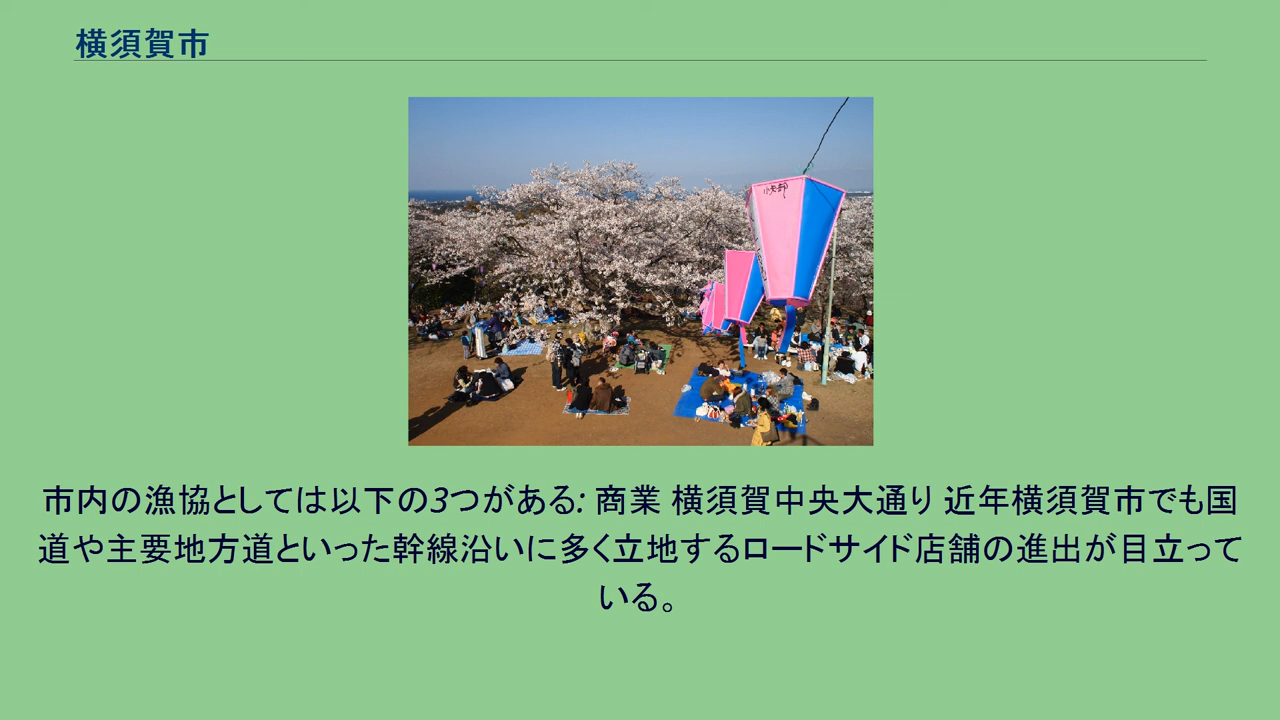 横須賀市
小矢部
市内の漁協としては以下の3つがある: 商業 横須賀中央大通り 近年横須賀市でも国
道や主要地方道といった幹線沿いに多く立地するロードサイド店舗の進出が目立って
いる。